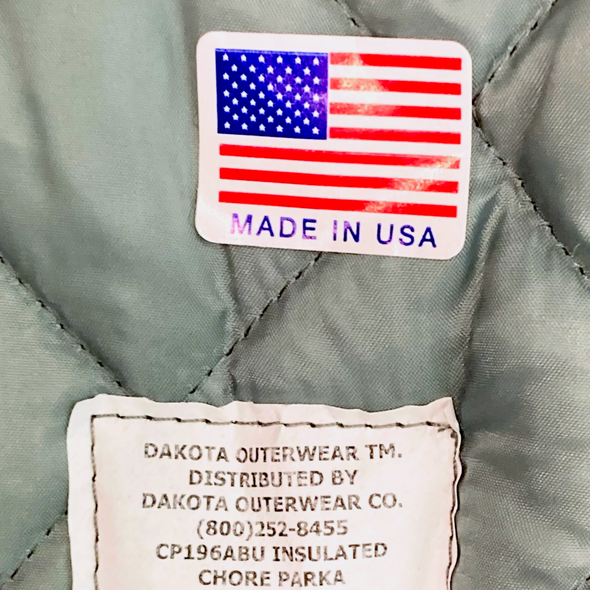 MADE IN USA
DAKOTA OUTERWEAR TM.
DISTRIBUTED BY
DAKOTA OUTERWEAR CO.
(800)252-8455
CP196ABU INSULATED
CHORE PARKA